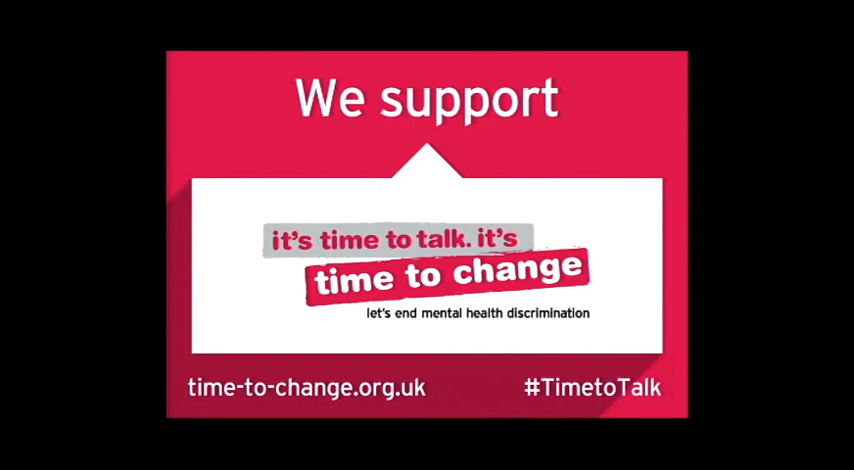 We support
it's time to talk. it's
time to change
let's end mental health discrimination
time-to-change.org.uk
#TimetoTalk